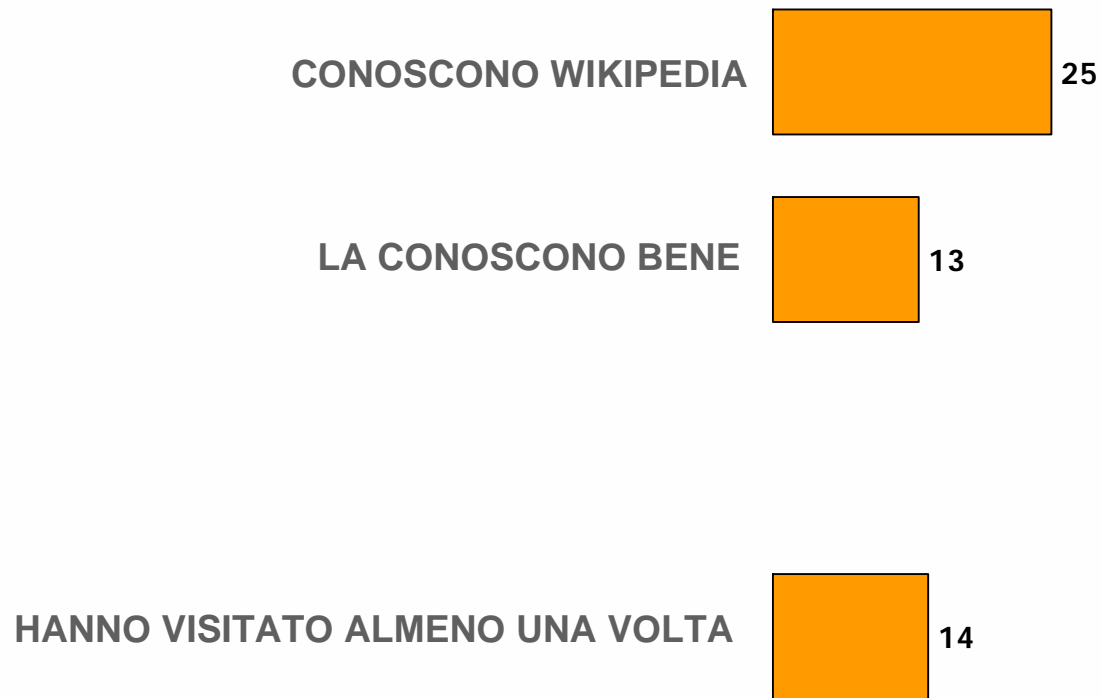 CONOSCONO WIKIPEDIA 25
LA CONOSCONO BENE 13
HANNO VISITATO ALMENO UNA VOLTA 14